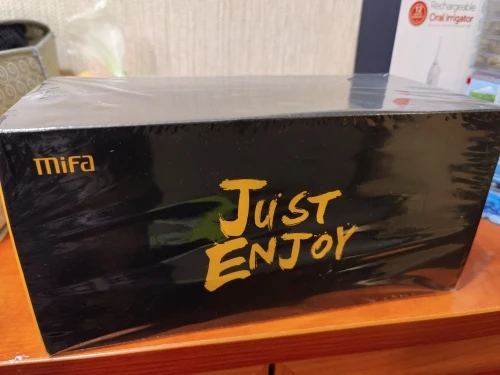 Rechargeable
Oral Irrigator
mifa
JUST
ENJOY